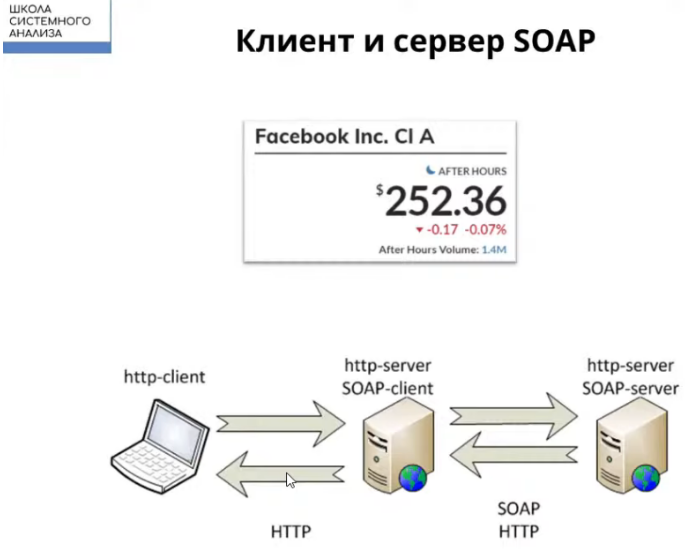 ШКОЛА
СИСТЕМНОГО
АНАЛИЗА
Клиент и сервер SOAP
Facebook Inc. Cl A
AFTER HOURS
$252.36
-0.17 -0.07%
After Hours Volume: 1.4M
http-client
http-server
SOAP-client
http-server
SOAP-server
HTTP
SOAP
HTTP